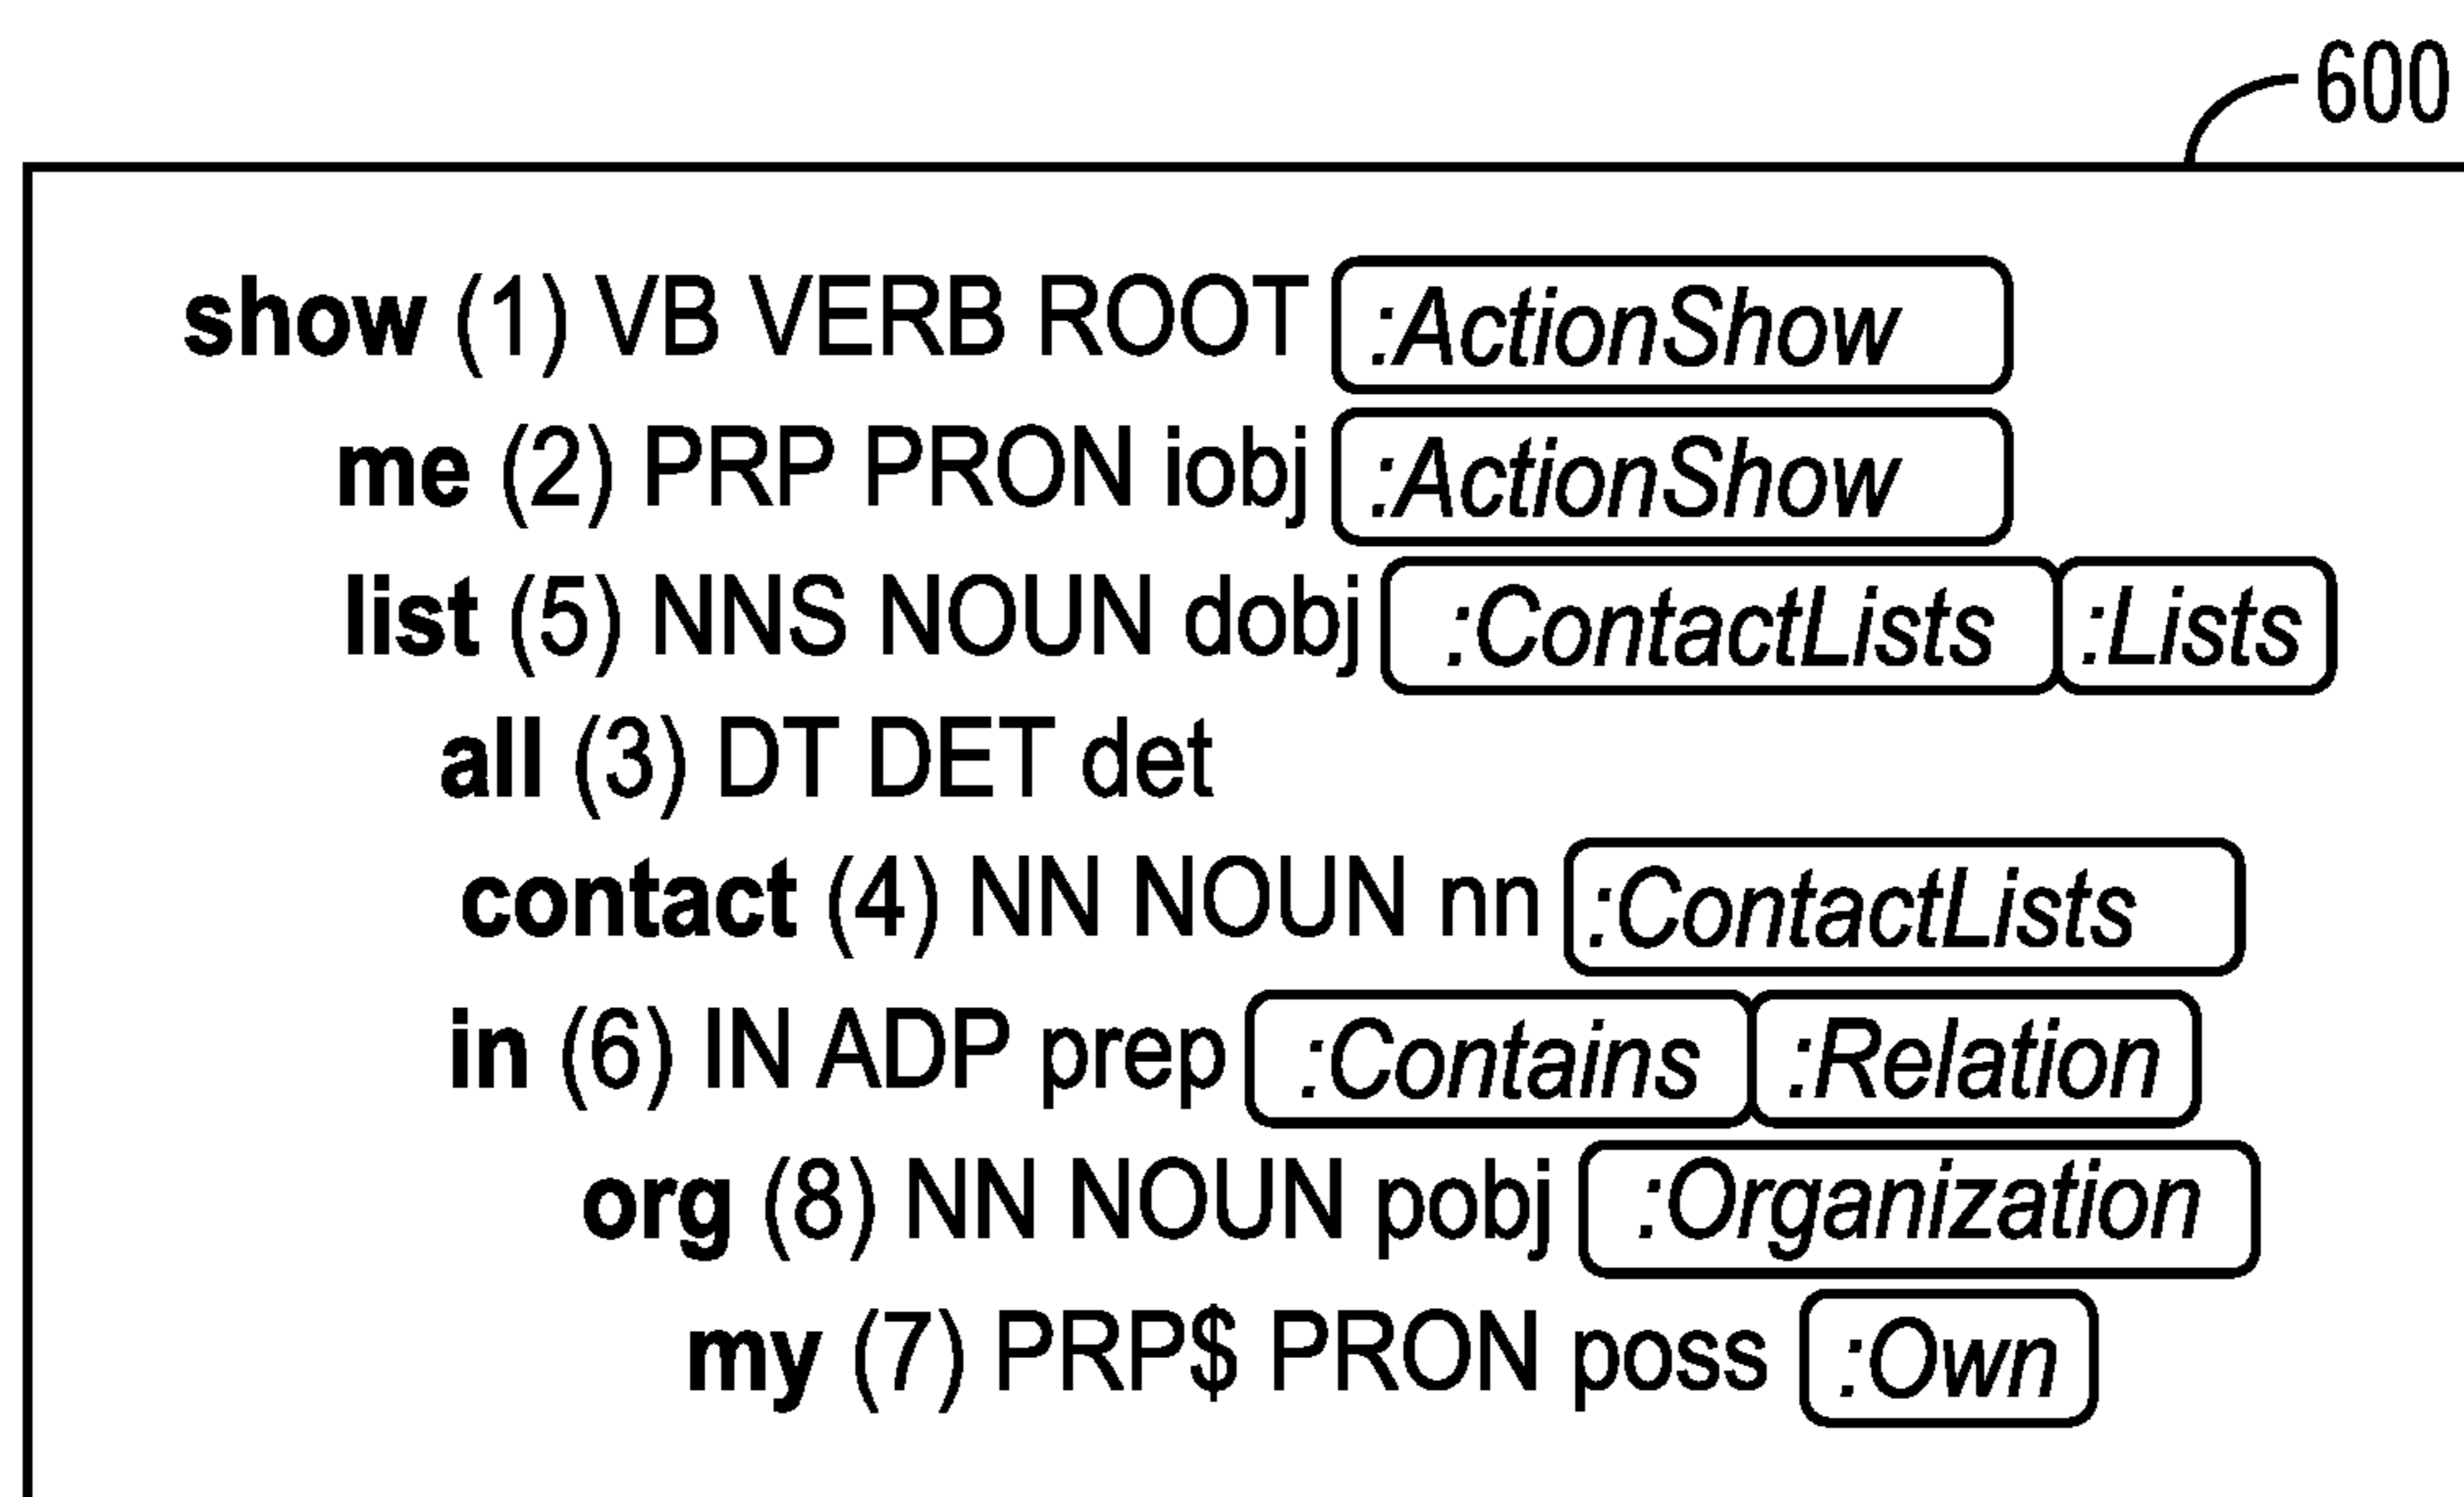 600
show (1) VB VERB ROOT :ActionShow
me (2) PRP PRON iobj :ActionShow
list (5) NNS NOUN dobj :ContactLists :Lists
all (3) DT DET det
contact (4) NN NOUN nn :ContactLists
in (6) IN ADP prep :Contains :Relation
org (8) NN NOUN pobj :Organization
my (7) PRP$ PRON poss :Own